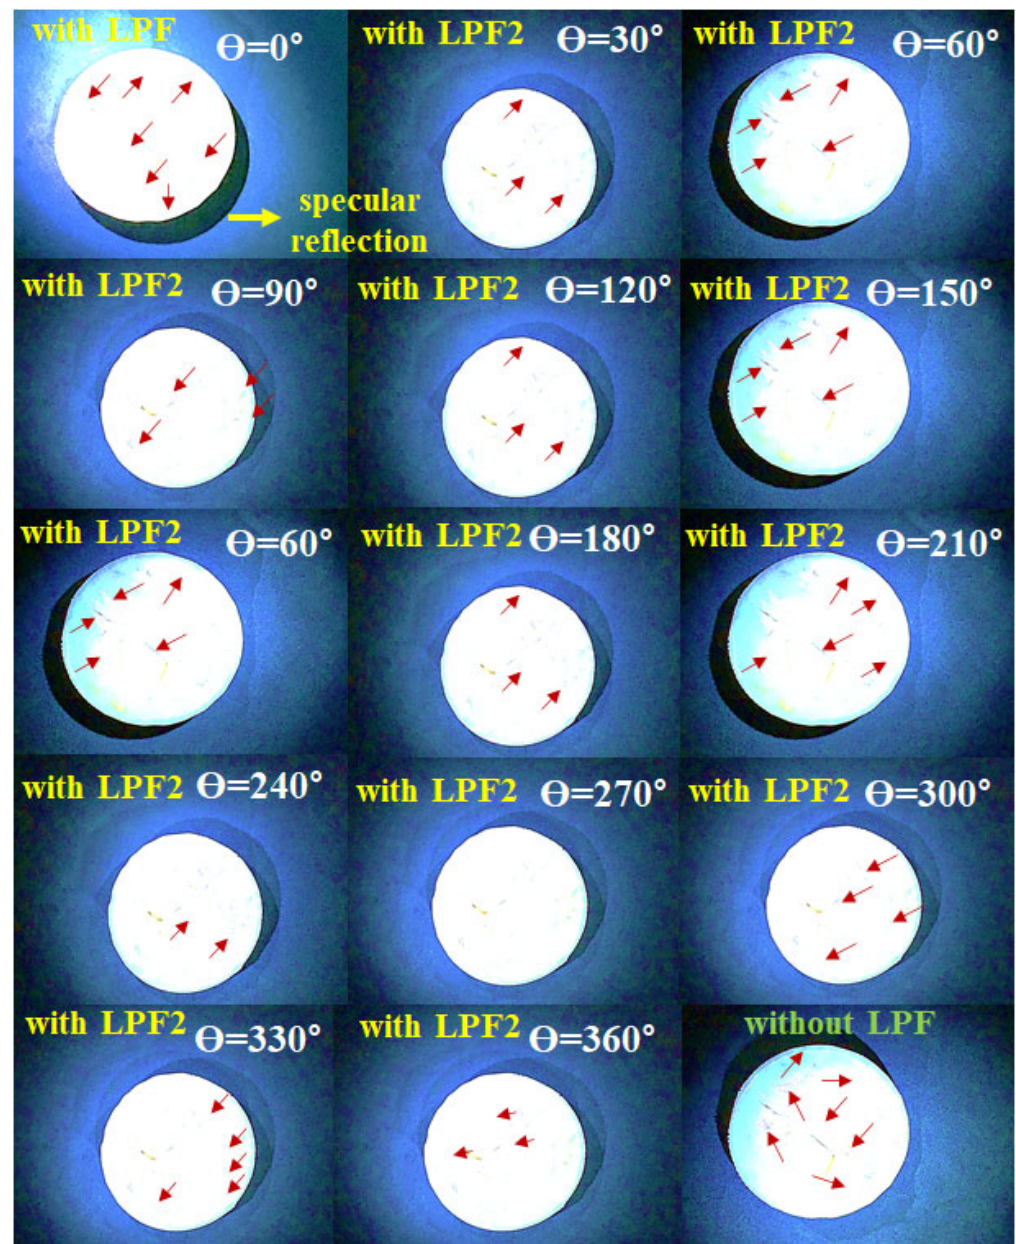 with LPF ϴ=0°
specular
reflection
with LPF2 ϴ=30°
with LPF2 ϴ=60°
with LPF2 ϴ=90°
with LPF2 ϴ=120°
with LPF2 ϴ=150°
with LPF2 ϴ=60°
with LPF2 ϴ=180°
with LPF2 ϴ=210°
with LPF2 ϴ=240°
with LPF2 ϴ=270°
with LPF2 ϴ=300°
with LPF2 ϴ=330°
with LPF2 ϴ=360°
without LPF